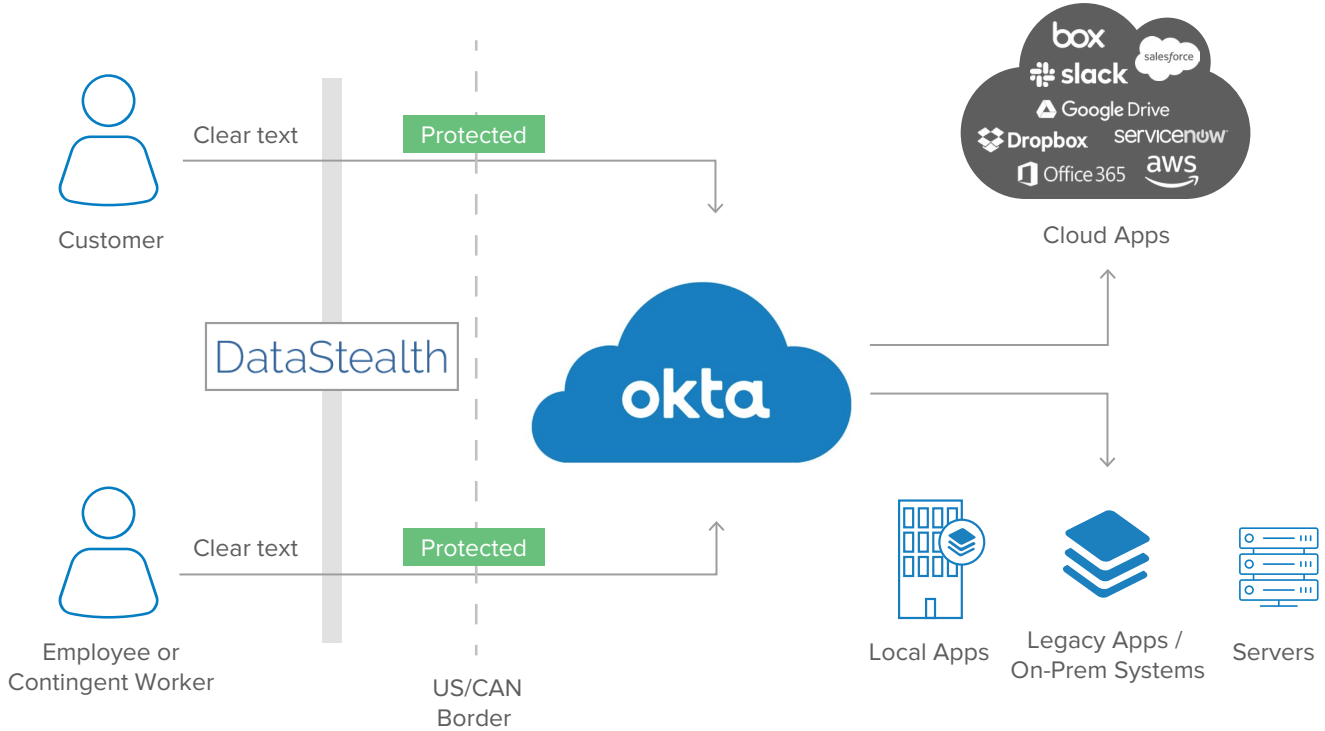 Clear text
Protected
Customer
DataStealth
Clear text
Protected
Employee or
Contingent Worker
US/CAN
Border
okta
box
salesforce
slack
Google Drive
Dropbox
servicenow
Office 365
aws
Cloud Apps
Local Apps
Legacy Apps /
On-Prem Systems
Servers